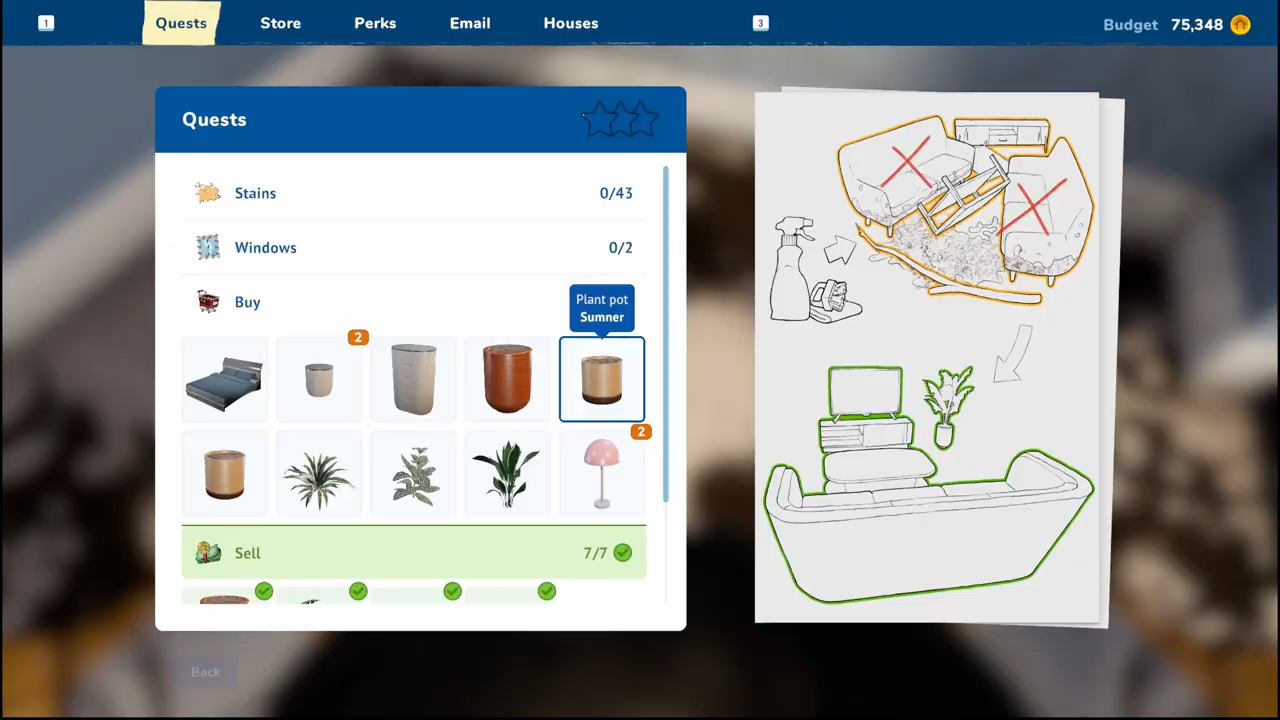 1
Quests
Store
Perks
Email
Houses
3
Budget 75,348
Quests
Stains 0/43
Windows 0/2
Buy
Plant pot
Sumner
2
2
Sell 7/7
Back